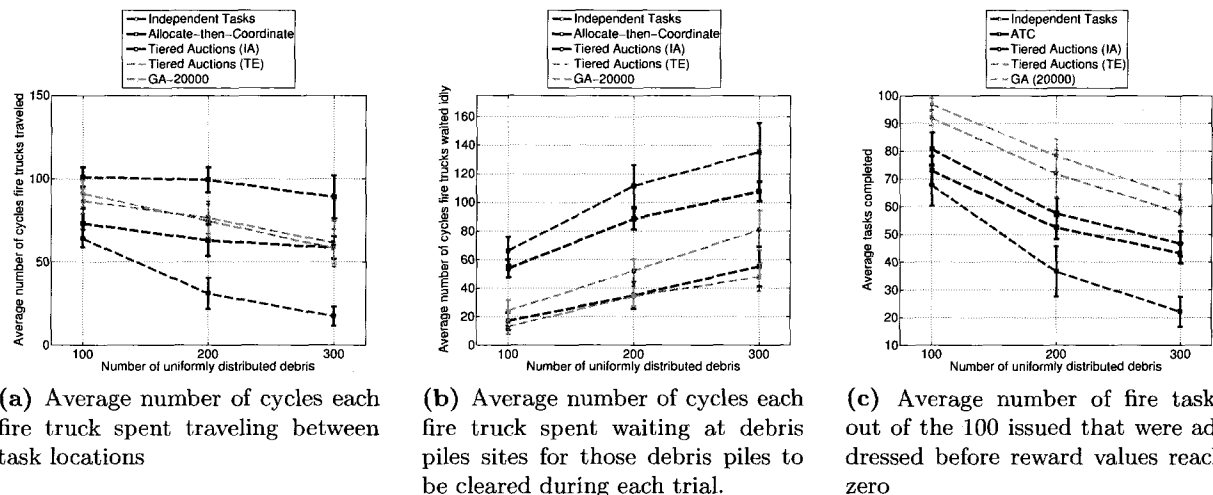 Independent Tasks
Allocate-then-Coordinate
Tiered Auctions (IA)
Tiered Auctions (TE)
GA-20000
150
100
50
0
Average number of cycles fire trucks traveled
100 200 300
Number of uniformly distributed debris
(a) Average number of cycles each
fire truck spent traveling between
task locations
Independent Tasks
Allocate-then-Coordinate
Tiered Auctions (IA)
Tiered Auctions (TE)
GA-20000
160
140
120
100
80
60
40
20
0
Average number of cycles fire trucks waited idly
100 200 300
Number of uniformly distributed debris
(b) Average number of cycles each
fire truck spent waiting at debris
piles sites for those debris piles to
be cleared during each trial.
Independent Tasks
ATC
Tiered Auctions (IA)
Tiered Auctions (TE)
GA (20000)
100
90
80
70
60
50
40
30
20
10
0
Average tasks completed
100 200 300
Number of uniformly distributed debris
(c) Average number of fire task
out of the 100 issued that were ad-
dressed before reward values reach
zero